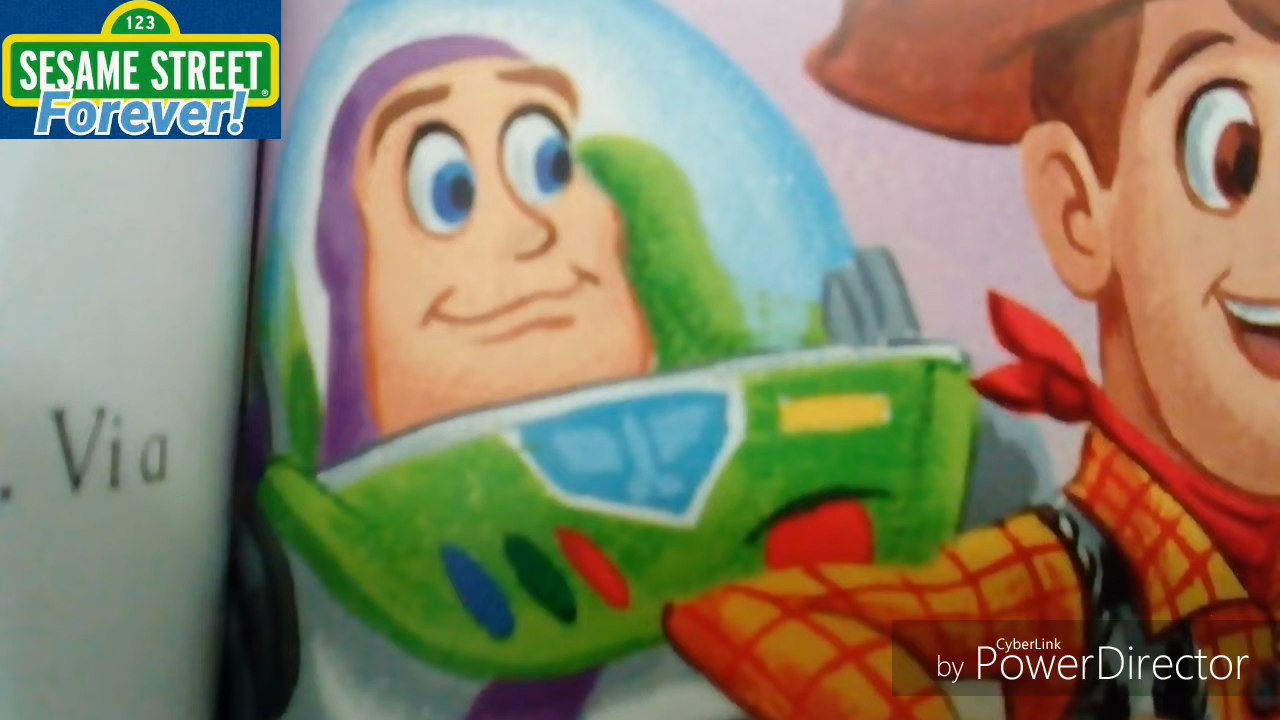 123
SESAME STREET
Forever!
. Via
CyberLink
by PowerDirector